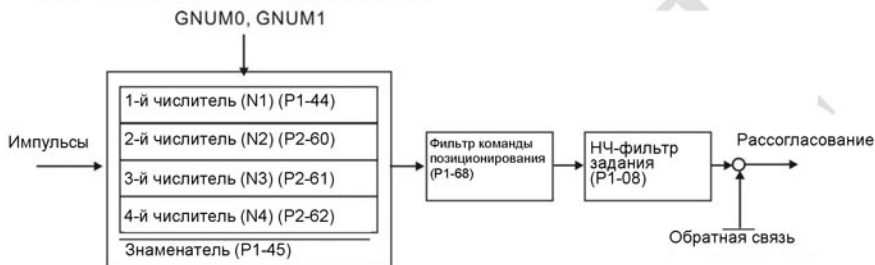 GNUM0, GNUM1
1-й числитель (N1) (P1-44)
Импульсы
2-й числитель (N2) (P2-60)
3-й числитель (N3) (P2-61)
4-й числитель (N4) (P2-62)
Знаменатель (P1-45)
Фильтр команды
позиционирования
(P1-68)
НЧ-фильтр
задания
(P1-08)
Рассогласование
Обратная связь